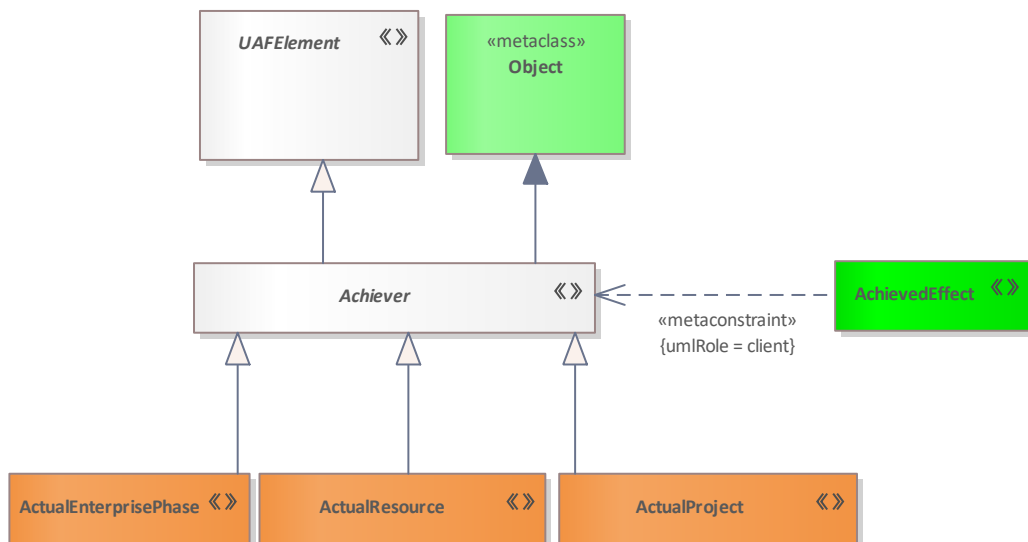 UAFElement «»
«metaclass»
Object
Achiever «»
AchievedEffect «»
«metaconstraint»
{umlRole = client}
ActualEnterprisePhase «»
ActualResource «»
ActualProject «»